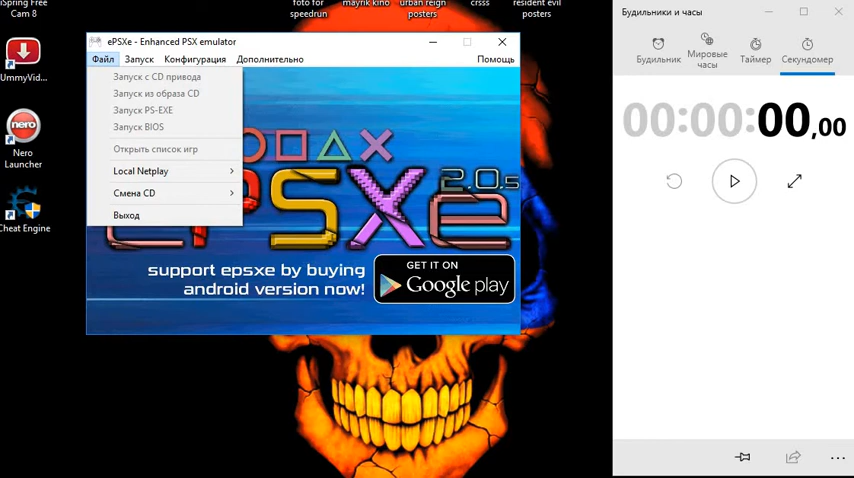 iSpring Free
Cam 8
foto for
speedrun
mayrik kino
urban reign
posters
crsss
resident evil
posters
UmmyVid...
nero
Nero
Launcher
Cheat Engine
ePSXe - Enhanced PSX emulator
Файл Запуск Конфигурация Дополнительно Помощь
Запуск с CD привода
Запуск из образа CD
Запуск PS-EXE
Запуск BIOS
Открыть список игр
Local Netplay
Смена CD
Выход
2.0.5
ePSXe
support epsxe by buying
android version now!
GET IT ON
Google play
Будильники и часы
Будильник
Мировые
часы
Таймер
Секундомер
00:00:00,00